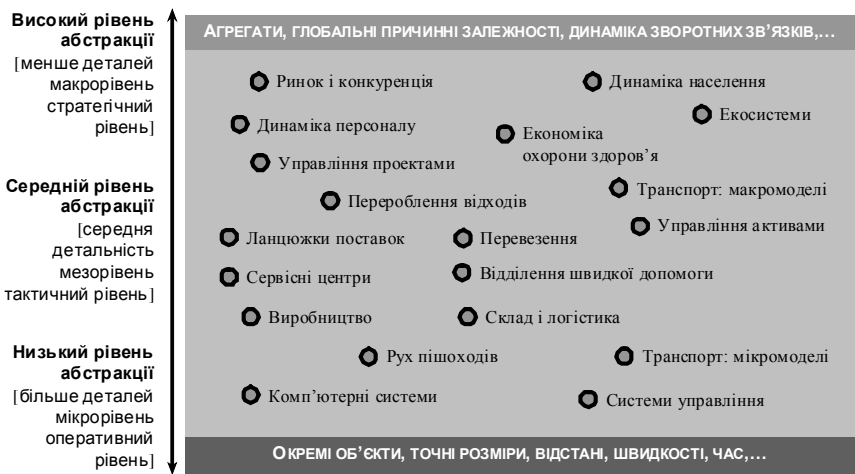 Високий рівень
абстракції
[менше деталей
макрорівень
стратегічний
рівень]
Середній рівень
абстракції
[середня
детальність
мезорівень
тактичний рівень]
Низький рівень
абстракції
[більше деталей
мікрорівень
оперативний
рівень]
АГРЕГАТИ, ГЛОБАЛЬНІ ПРИЧИННІ ЗАЛЕЖНОСТІ, ДИНАМІКА ЗВОРОТНИХ ЗВ’ЯЗКІВ,…
Ринок і конкуренція
Динаміка населення
Екосистеми
Динаміка персоналу
Економіка
охорони здоров’я
Управління проектами
Транспорт: макромоделі
Перероблення відходів
Управління активами
Ланцюжки поставок
Перевезення
Сервісні центри
Відділення швидкої допомоги
Виробництво
Склад і логістика
Рух пішоходів
Транспорт: мікромоделі
Комп’ютерні системи
Системи управління
ОКРЕМІ ОБ’ЄКТИ, ТОЧНІ РОЗМІРИ, ВІДСТАНІ, ШВИДКОСТІ, ЧАС,…